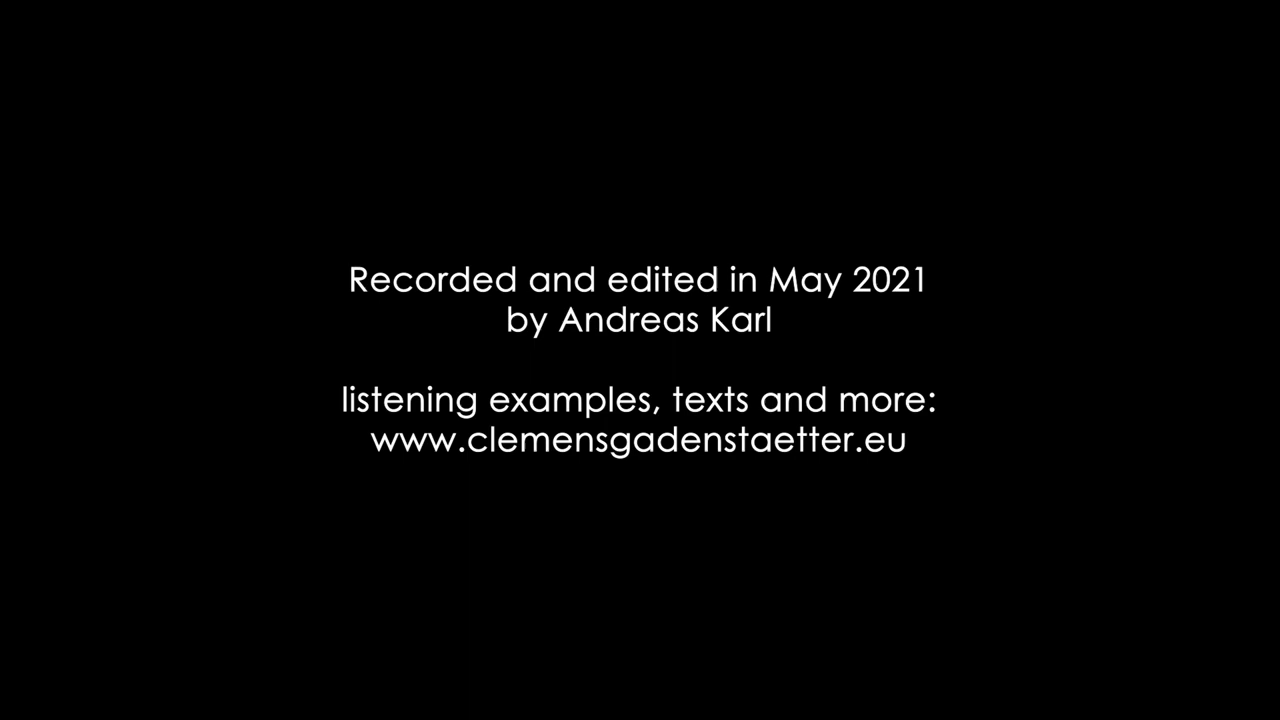 Recorded and edited in May 2021
by Andreas Karl
listening examples, texts and more:
www.clemensgadenstaetter.eu